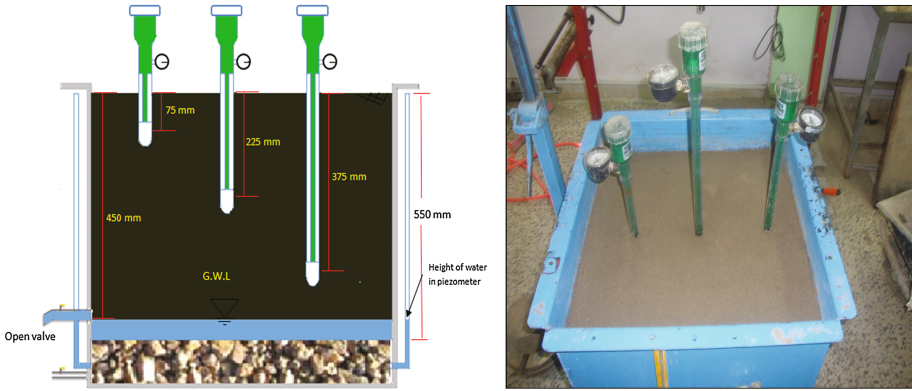 75 mm
225 mm
375 mm
450 mm
550 mm
G.W.L
Height of water
in piezometer
Open valve